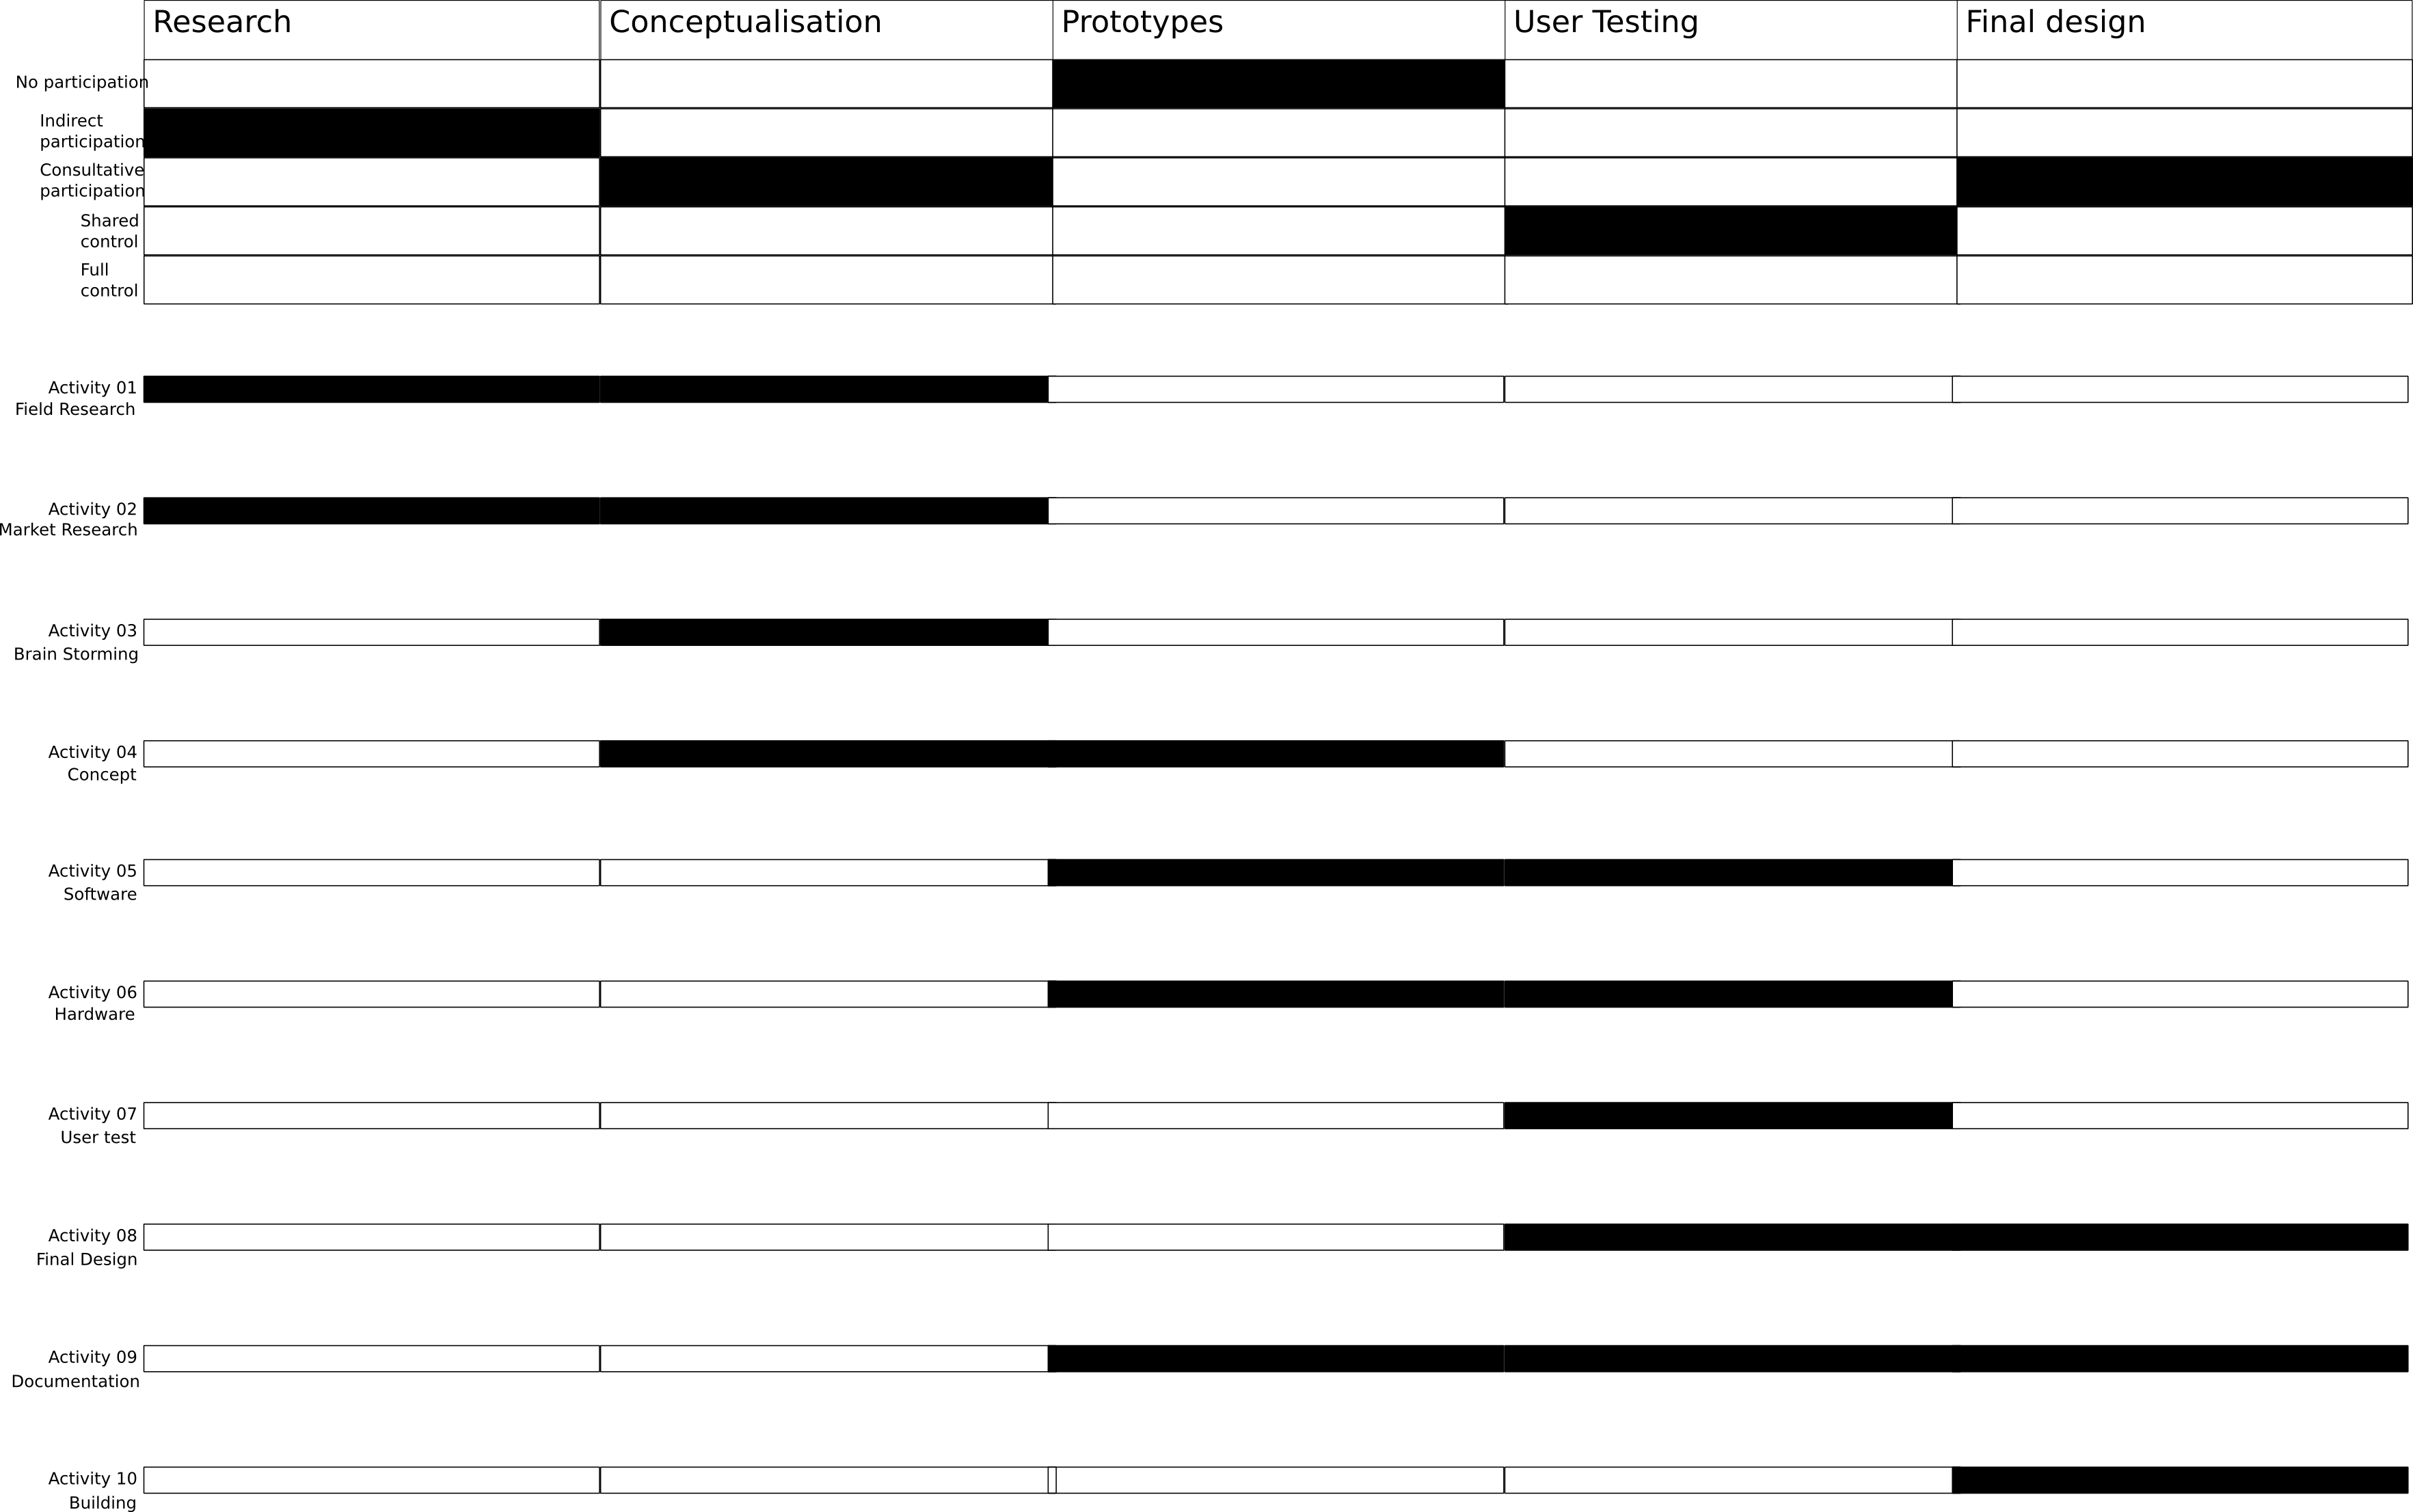 Research
Conceptualisation
Prototypes
User Testing
Final design
No participation
Indirect
participation
Consultative
participation
Shared
control
Full
control
Activity 01
Field Research
Activity 02
Market Research
Activity 03
Brain Storming
Activity 04
Concept
Activity 05
Software
Activity 06
Hardware
Activity 07
User test
Activity 08
Final Design
Activity 09
Documentation
Activity 10
Building